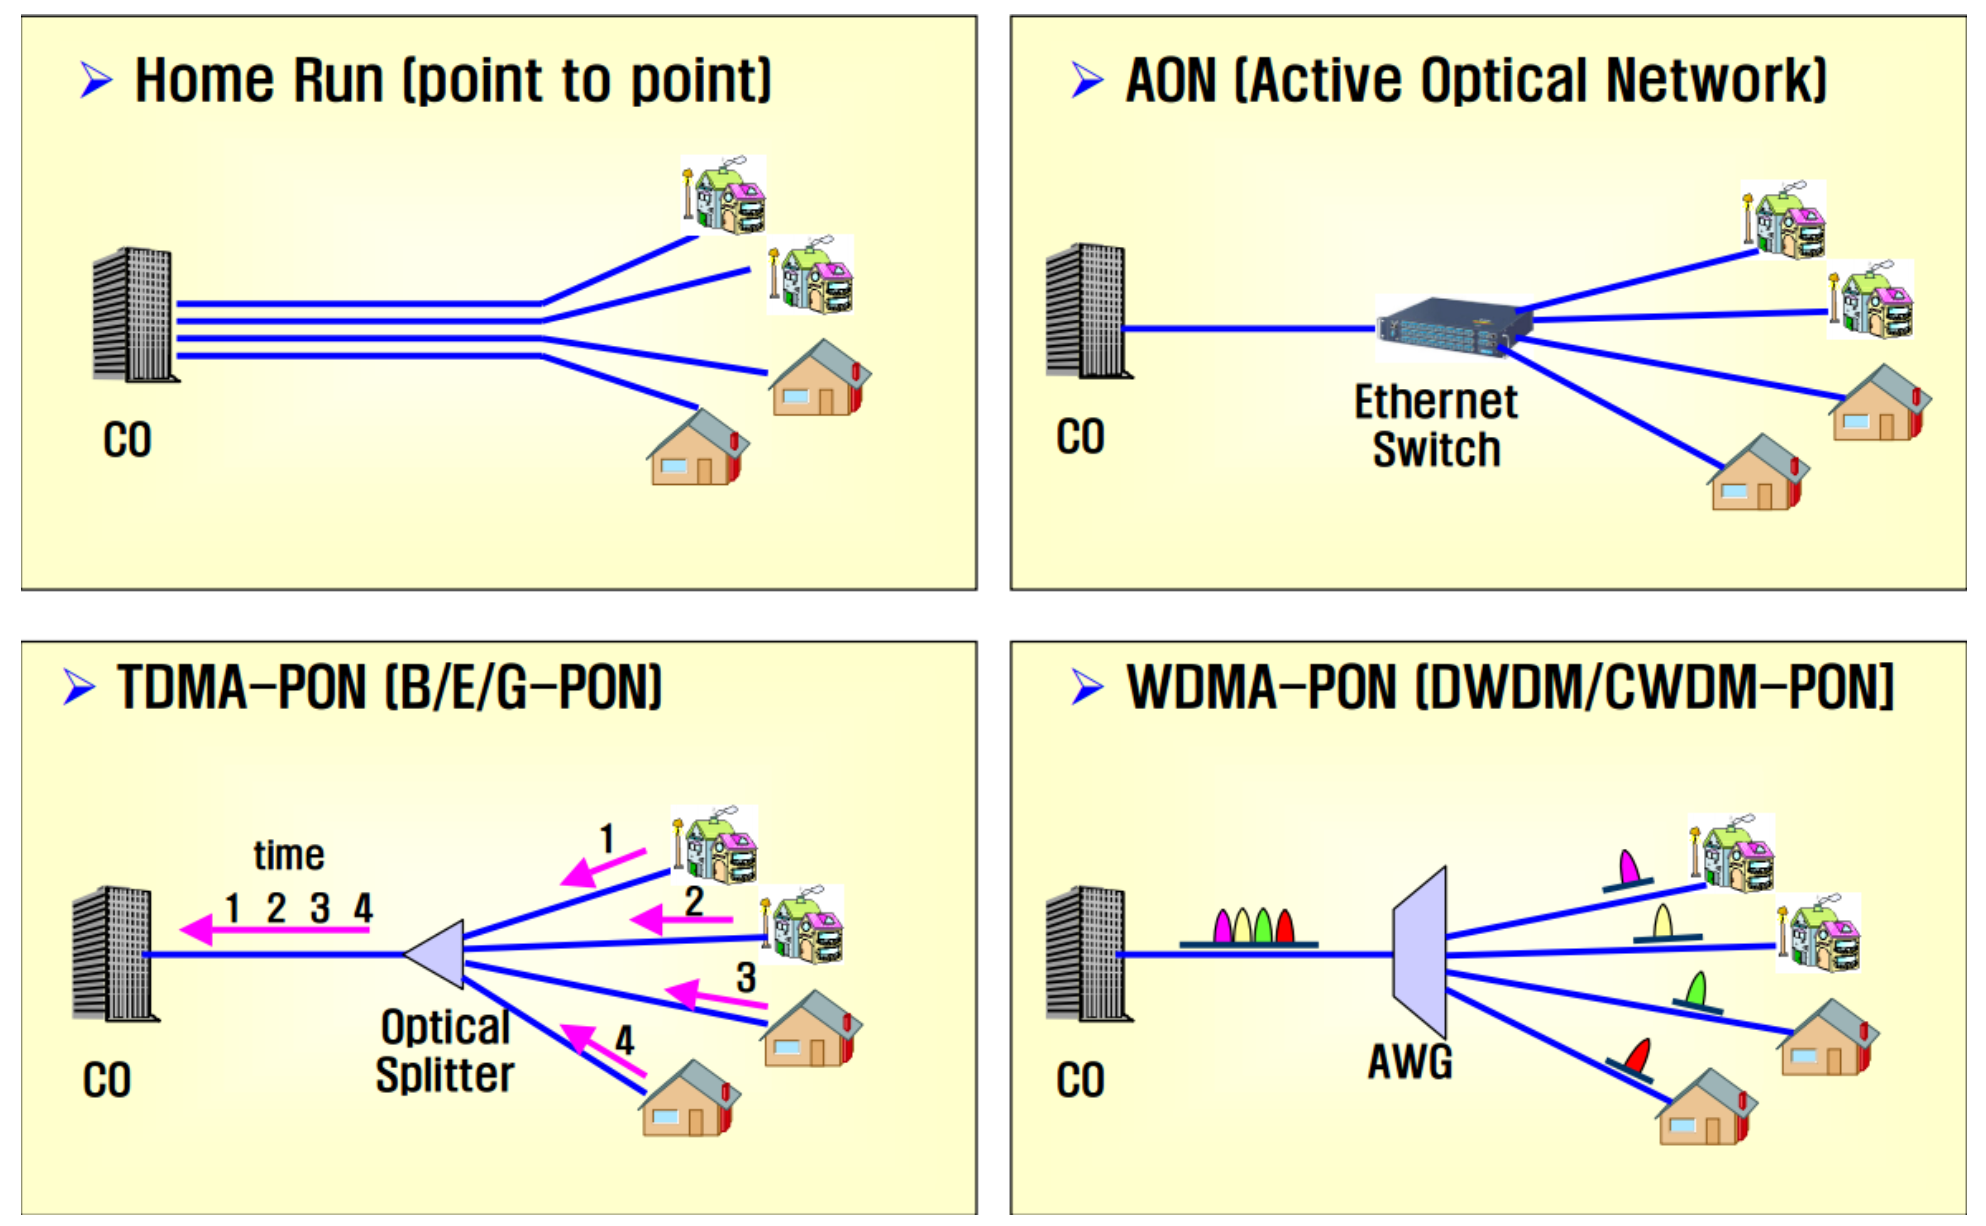 ➢ Home Run (point to point)
CO
➢ AON (Active Optical Network)
CO
Ethernet
Switch
➢ TDMA-PON (B/E/G-PON)
time
1 2 3 4
1
2
3
4
Optical
Splitter
CO
➢ WDMA-PON (DWDM/CWDM-PON]
AWG
CO